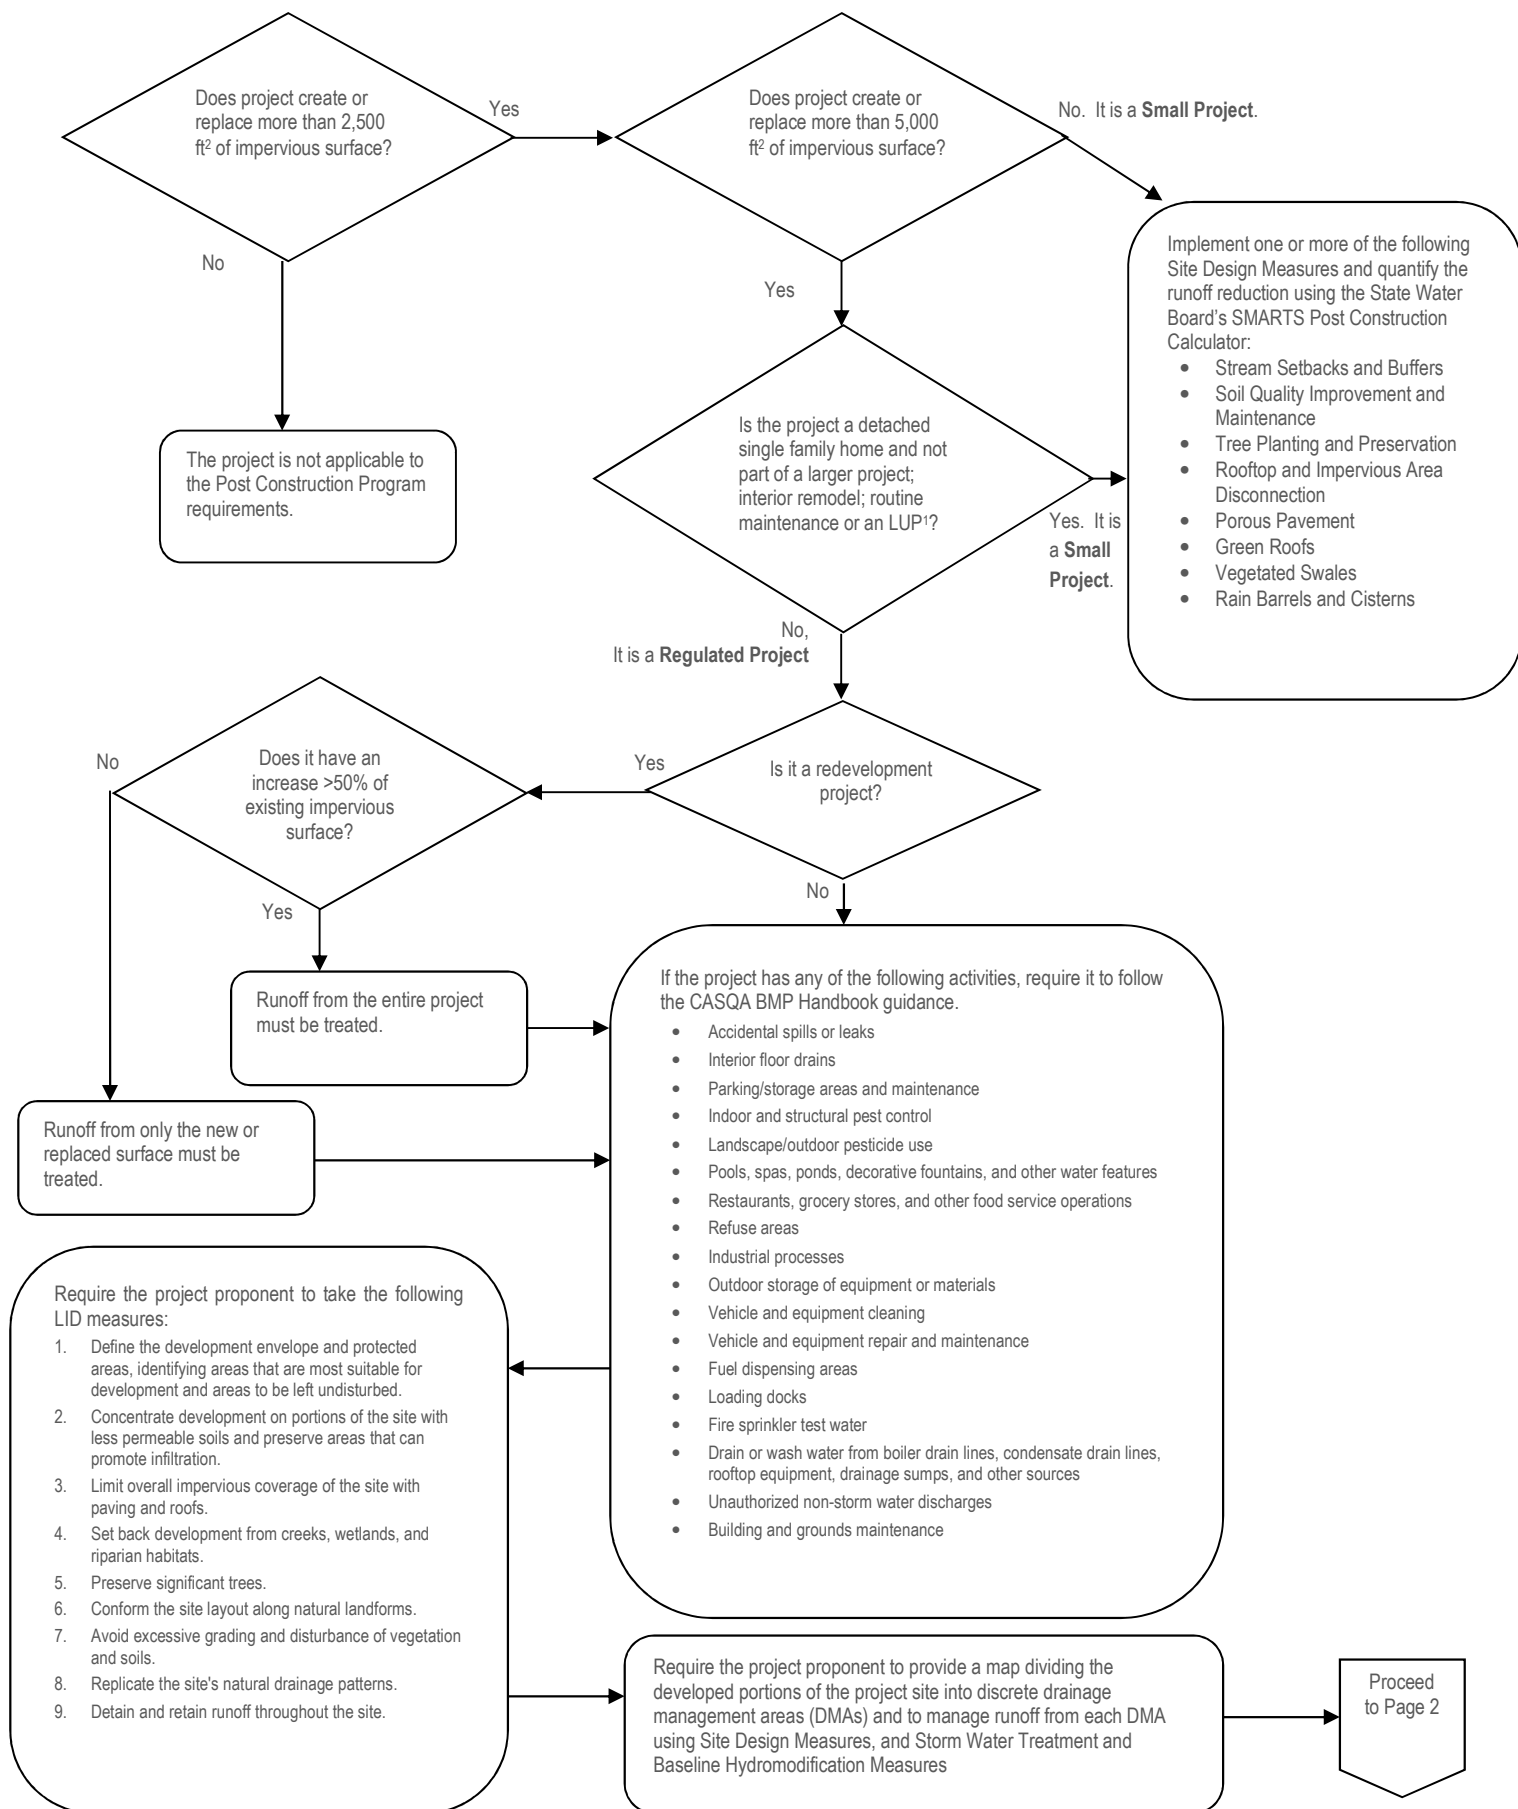 Does project create or
replace more than 2,500
ft² of impervious surface?
Yes
Does project create or
replace more than 5,000
ft² of impervious surface?
No. It is a Small Project.
No
Yes
Implement one or more of the following
Site Design Measures and quantify the
runoff reduction using the State Water
Board’s SMARTS Post Construction
Calculator:
• Stream Setbacks and Buffers
• Soil Quality Improvement and
Maintenance
• Tree Planting and Preservation
• Rooftop and Impervious Area
Disconnection
• Porous Pavement
• Green Roofs
• Vegetated Swales
• Rain Barrels and Cisterns
The project is not applicable to
the Post Construction Program
requirements.
Is the project a detached
single family home and not
part of a larger project;
interior remodel; routine
maintenance or an LUP¹?
Yes. It is
a Small
Project.
No,
It is a Regulated Project
Is it a redevelopment
project?
Yes
Does it have an
increase >50% of
existing impervious
surface?
No
Yes
No
Runoff from the entire project
must be treated.
Runoff from only the new or
replaced surface must be
treated.
If the project has any of the following activities, require it to follow
the CASQA BMP Handbook guidance.
• Accidental spills or leaks
• Interior floor drains
• Parking/storage areas and maintenance
• Indoor and structural pest control
• Landscape/outdoor pesticide use
• Pools, spas, ponds, decorative fountains, and other water features
• Restaurants, grocery stores, and other food service operations
• Refuse areas
• Industrial processes
• Outdoor storage of equipment or materials
• Vehicle and equipment cleaning
• Vehicle and equipment repair and maintenance
• Fuel dispensing areas
• Loading docks
• Fire sprinkler test water
• Drain or wash water from boiler drain lines, condensate drain lines,
rooftop equipment, drainage sumps, and other sources
• Unauthorized non-storm water discharges
• Building and grounds maintenance
Require the project proponent to take the following
LID measures:
1. Define the development envelope and protected
areas, identifying areas that are most suitable for
development and areas to be left undisturbed.
2. Concentrate development on portions of the site with
less permeable soils and preserve areas that can
promote infiltration.
3. Limit overall impervious coverage of the site with
paving and roofs.
4. Set back development from creeks, wetlands, and
riparian habitats.
5. Preserve significant trees.
6. Conform the site layout along natural landforms.
7. Avoid excessive grading and disturbance of vegetation
and soils.
8. Replicate the site's natural drainage patterns.
9. Detain and retain runoff throughout the site.
Require the project proponent to provide a map dividing the
developed portions of the project site into discrete drainage
management areas (DMAs) and to manage runoff from each DMA
using Site Design Measures, and Storm Water Treatment and
Baseline Hydromodification Measures
Proceed
to Page 2